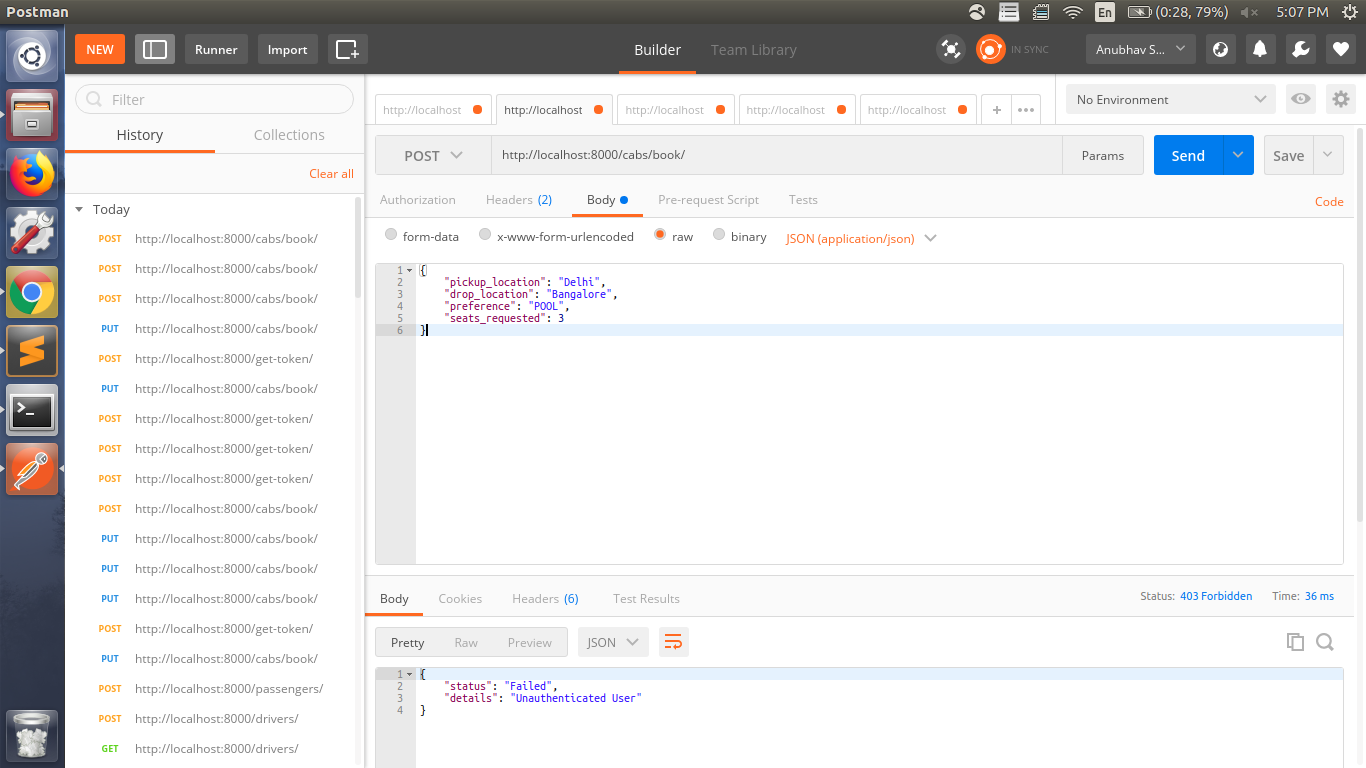 Postman
En
(0:28, 79%)
5:07 PM
NEW
Runner
Import
Builder
Team Library
IN SYNC
Anubhav S...
Filter
History
Collections
Clear all
Today
POST http://localhost:8000/cabs/book/
POST http://localhost:8000/cabs/book/
POST http://localhost:8000/cabs/book/
PUT http://localhost:8000/cabs/book/
POST http://localhost:8000/get-token/
PUT http://localhost:8000/cabs/book/
POST http://localhost:8000/get-token/
POST http://localhost:8000/get-token/
POST http://localhost:8000/get-token/
POST http://localhost:8000/cabs/book/
PUT http://localhost:8000/cabs/book/
PUT http://localhost:8000/cabs/book/
PUT http://localhost:8000/cabs/book/
POST http://localhost:8000/get-token/
PUT http://localhost:8000/cabs/book/
POST http://localhost:8000/passengers/
POST http://localhost:8000/drivers/
GET http://localhost:8000/drivers/
http://localhost
http://localhost
http://localhost
http://localhost
http://localhost
No Environment
POST
http://localhost:8000/cabs/book/
Params
Send
Save
Authorization
Headers (2)
Body
Pre-request Script
Tests
Code
form-data
x-www-form-urlencoded
raw
binary
JSON (application/json)
1 {
2 "pickup_location": "Delhi",
3 "drop_location": "Bangalore",
4 "preference": "POOL",
5 "seats_requested": 3
6 }
Body
Cookies
Headers (6)
Test Results
Status: 403 Forbidden
Time: 36 ms
Pretty
Raw
Preview
JSON
1 {
2 "status": "Failed",
3 "details": "Unauthenticated User"
4 }